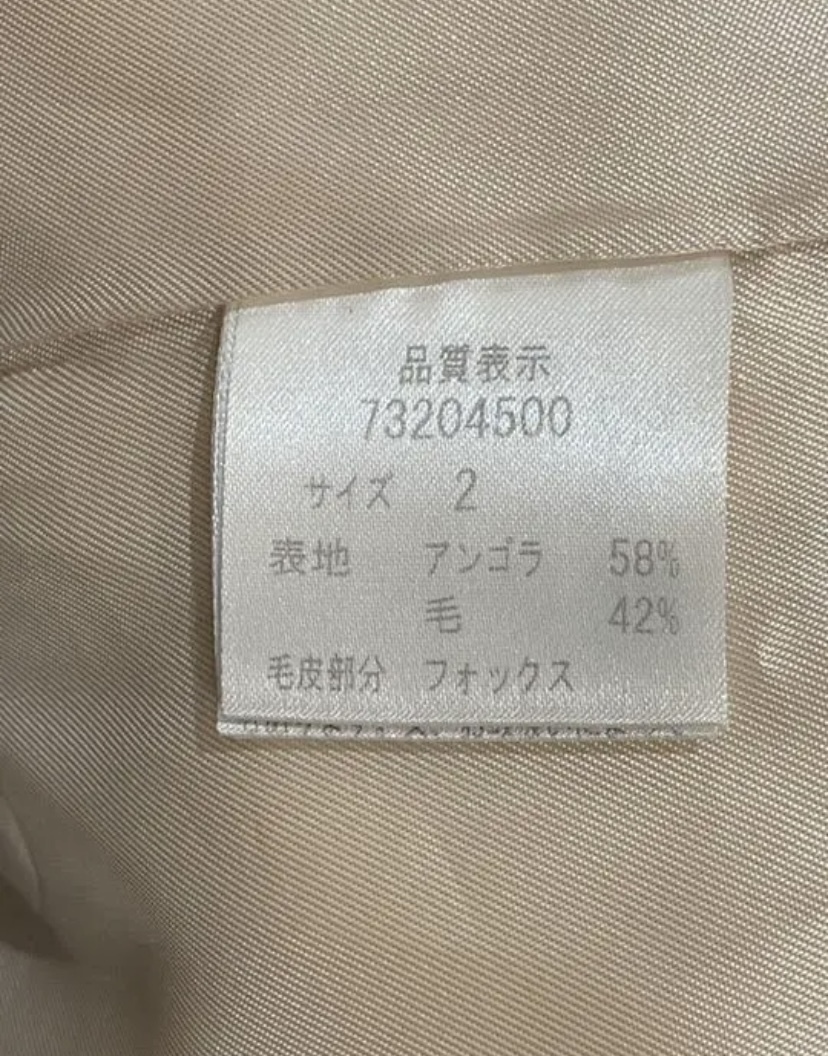 品質表示
73204500
サイズ 2
表地 アンゴラ 58%
毛 42%
毛皮部分 フォックス